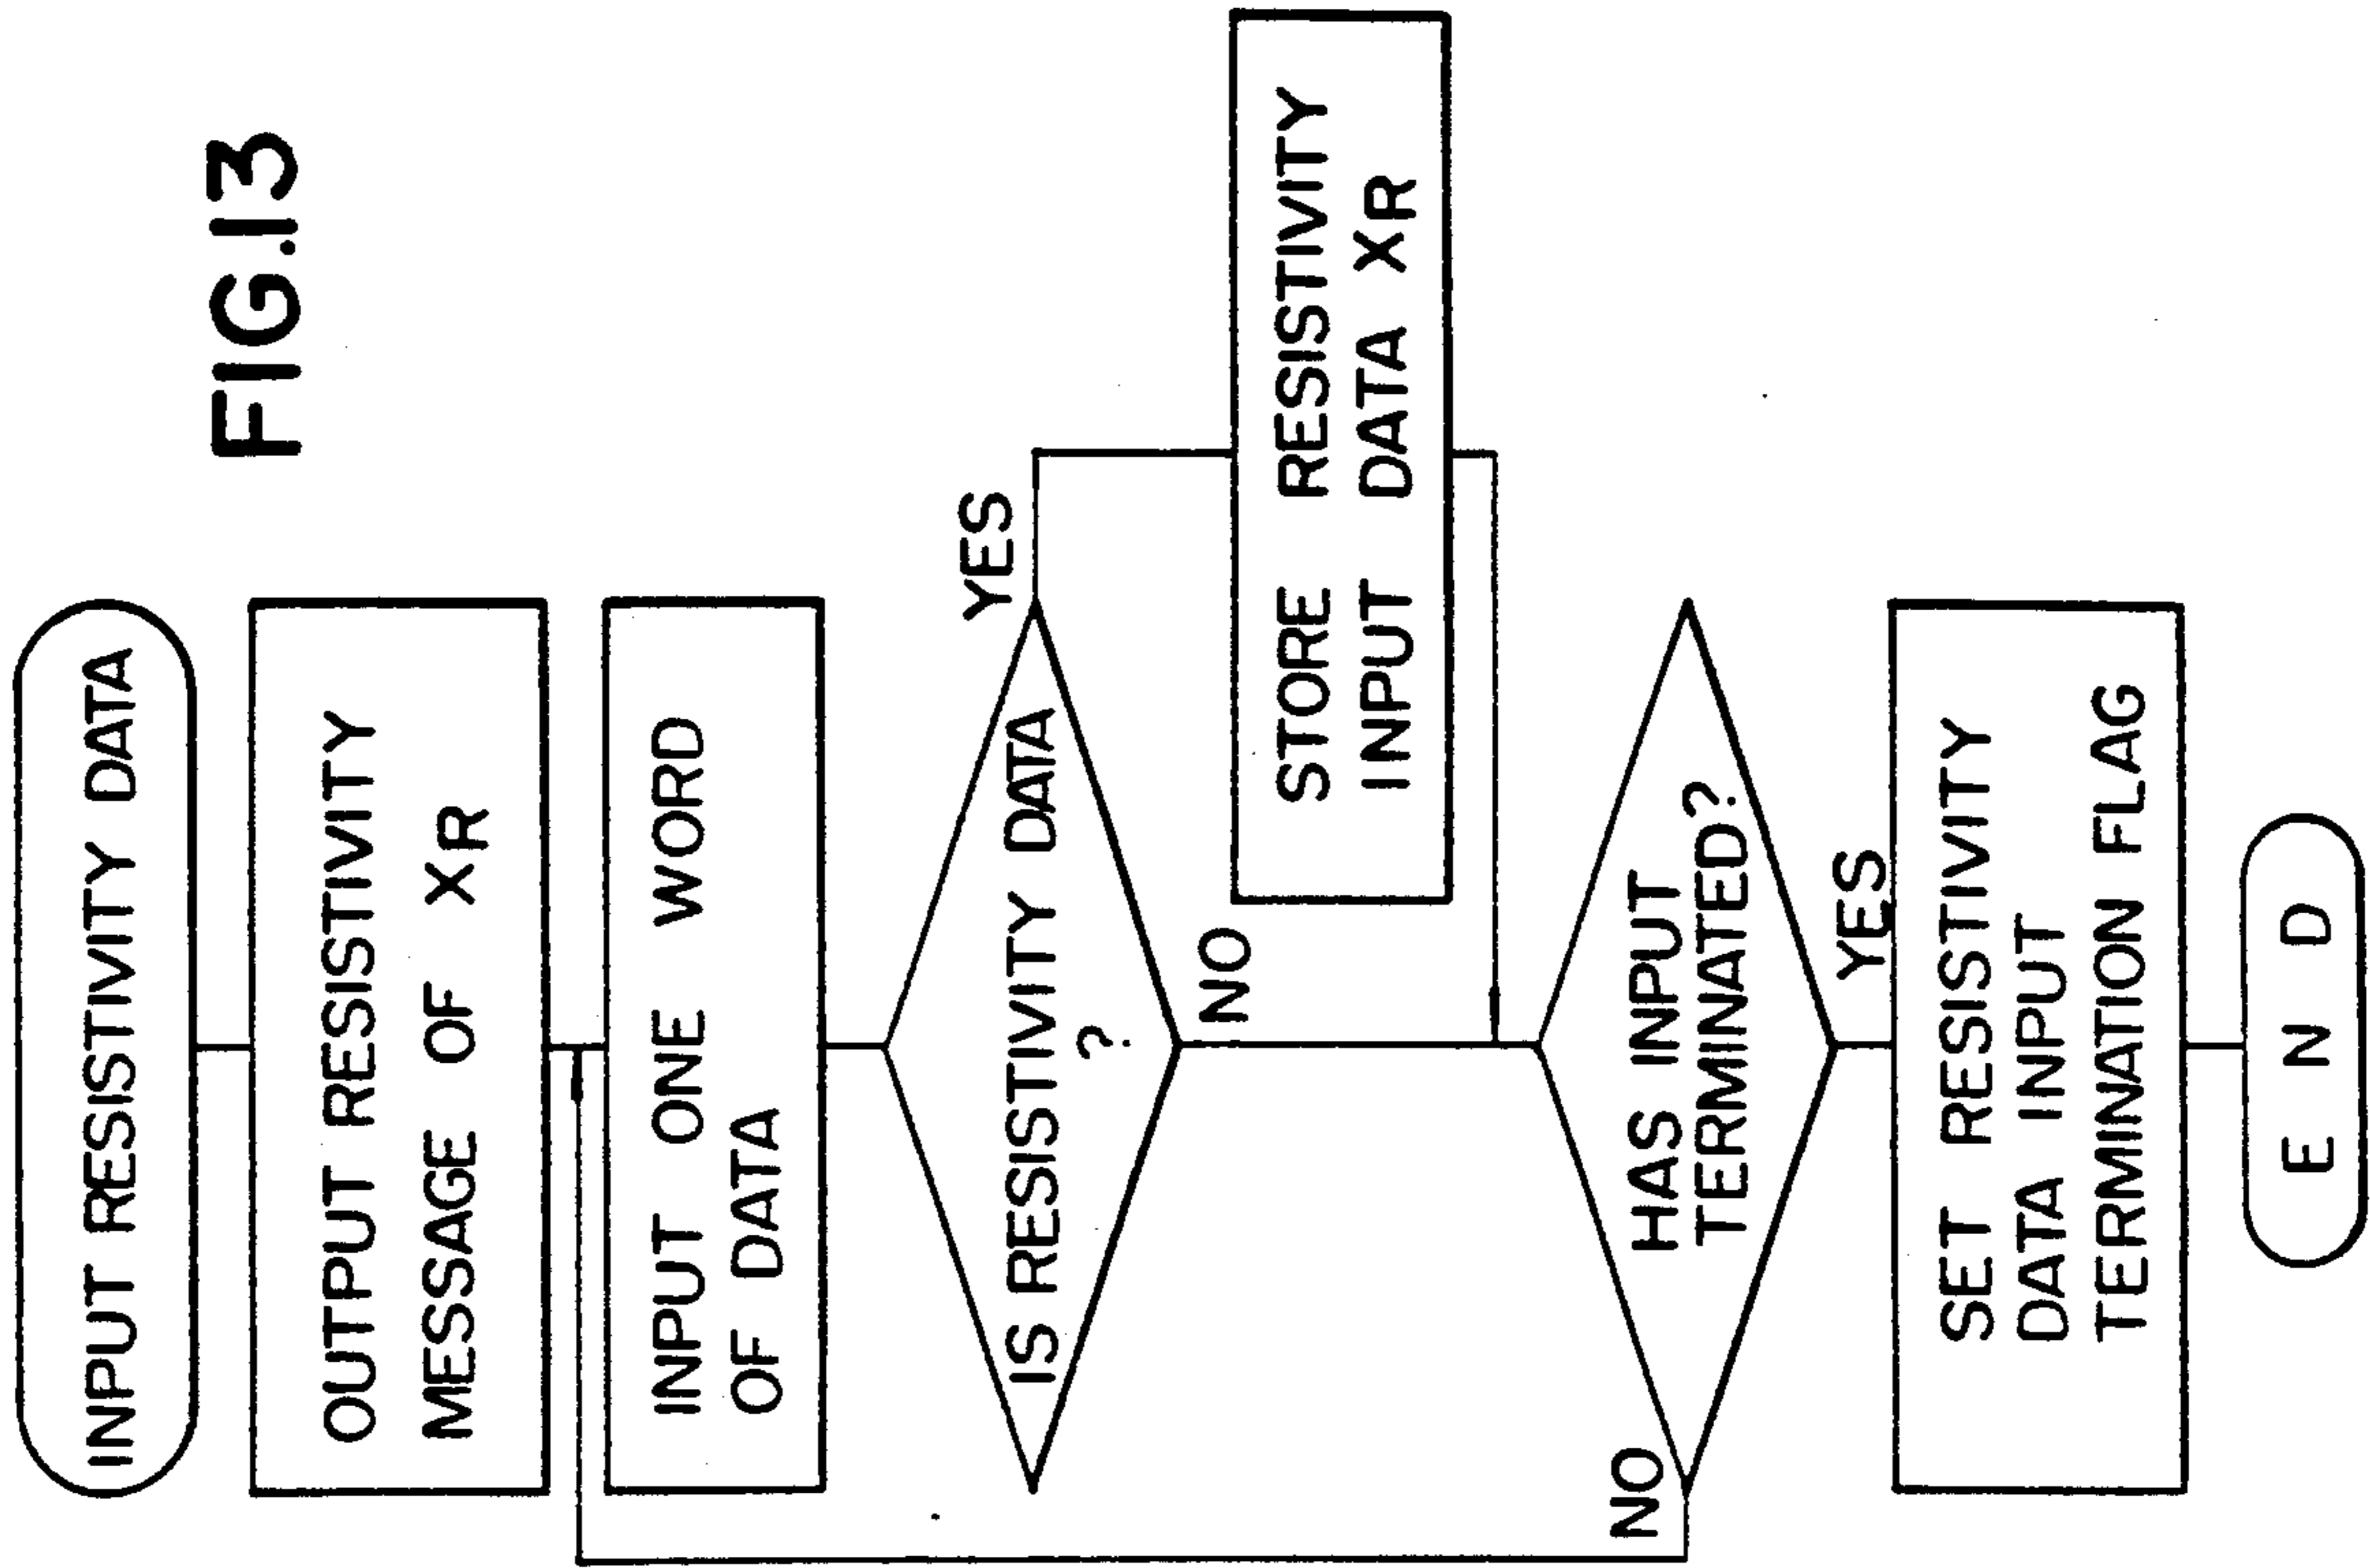 FIG.13
INPUT RESISTIVITY DATA
OUTPUT RESISTIVITY
MESSAGE OF XR
INPUT ONE WORD
OF DATA
IS RESISTIVITY DATA
?
YES
NO
STORE RESISTIVITY
INPUT DATA XR
HAS INPUT
TERMINATED?
NO
YES
SET RESISTIVITY
DATA INPUT
TERMINATION FLAG
E N D